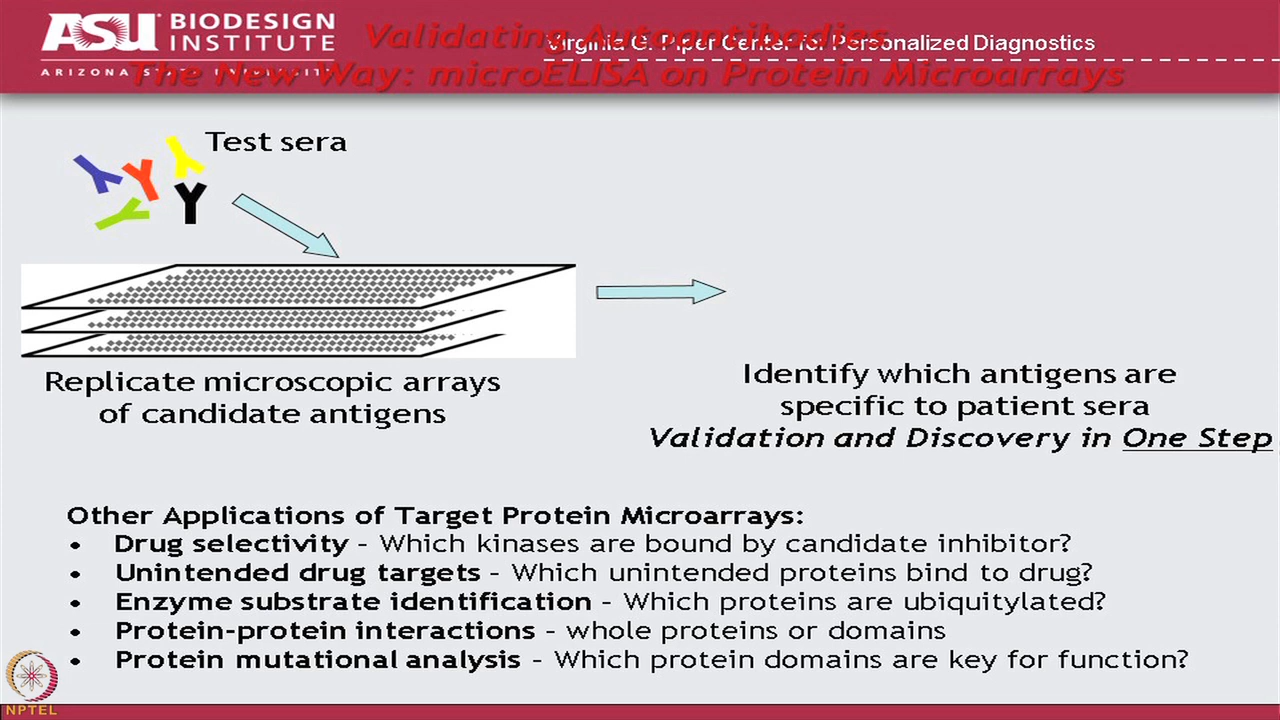 ASU BIODESIGN
INSTITUTE
ARIZONA STATE UNIVERSITY
Validating Autoantibodies
Virginia G. Piper Center for Personalized Diagnostics
The New Way: microELISA on Protein Microarrays
Test sera
Replicate microscopic arrays
of candidate antigens
Identify which antigens are
specific to patient sera
Validation and Discovery in One Step
Other Applications of Target Protein Microarrays:
• Drug selectivity – Which kinases are bound by candidate inhibitor?
• Unintended drug targets – Which unintended proteins bind to drug?
• Enzyme substrate identification – Which proteins are ubiquitylated?
• Protein-protein interactions – whole proteins or domains
• Protein mutational analysis – Which protein domains are key for function?
NPTEL